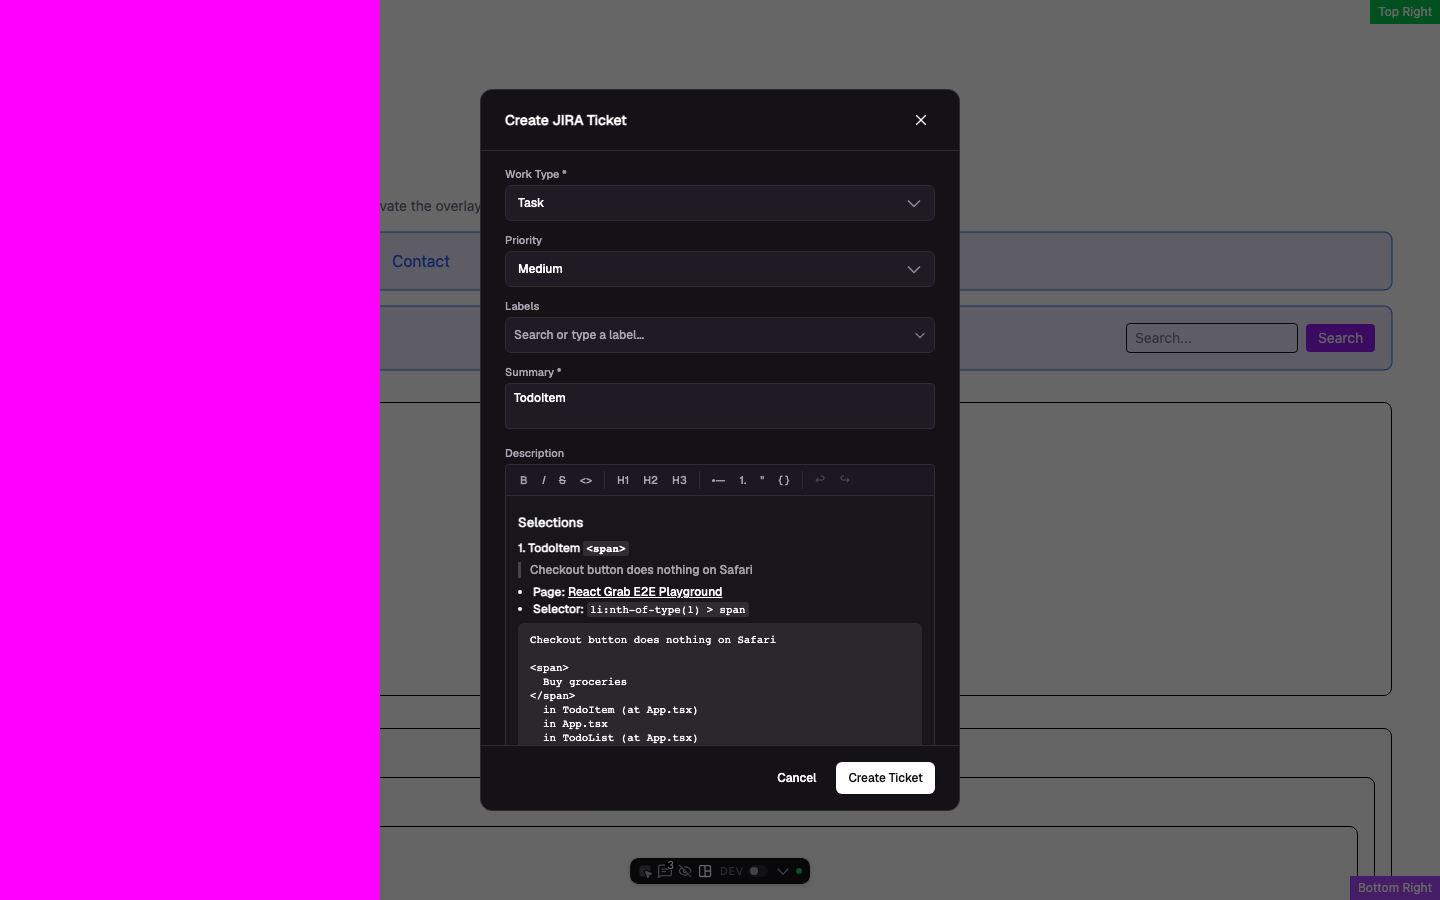 Top Right
Create JIRA Ticket
Work Type *
Task
vate the overlay
Priority
Contact
Medium
Labels
Search or type a label...
Search...
Search
Summary *
TodoItem
Description
B I S <> H1 H2 H3 •— 1. " {}
Selections
1. TodoItem <span>
Checkout button does nothing on Safari
• Page: React Grab E2E Playground
• Selector: li:nth-of-type(1) > span
Checkout button does nothing on Safari
<span>
Buy groceries
</span>
in TodoItem (at App.tsx)
in App.tsx
in TodoList (at App.tsx)
Cancel
Create Ticket
3
DEV
Bottom Right